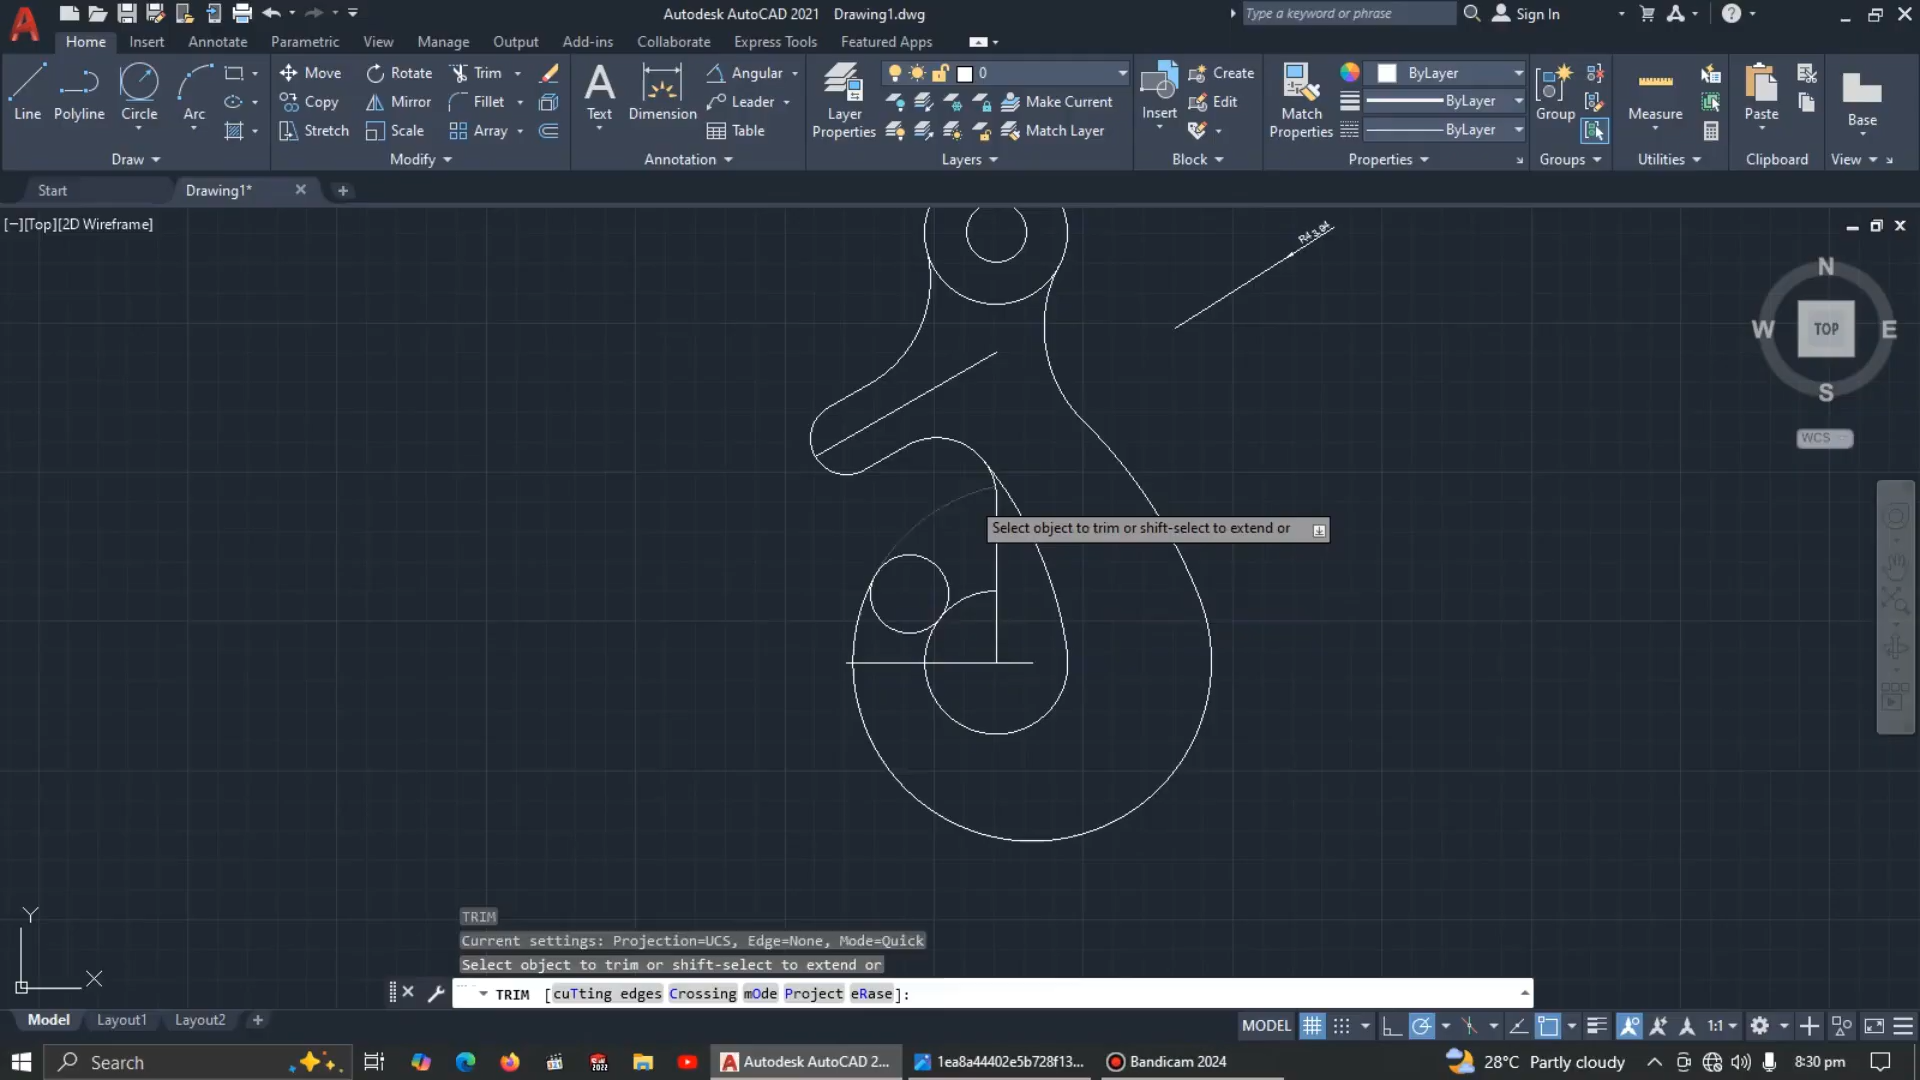 Autodesk AutoCAD 2021 Drawing1.dwg
Type a keyword or phrase
Sign In
Home Insert Annotate Parametric View Manage Output Add-ins Collaborate Express Tools Featured Apps
Line Polyline Circle Arc
Draw
Move Rotate Trim
Copy Mirror Fillet
Stretch Scale Array
Modify
Text Dimension
Angular
Leader
Table
Annotation
Layer Properties
0
Make Current
Match Layer
Layers
Insert
Create
Edit
Block
Match Properties
ByLayer
ByLayer
ByLayer
Properties
Group
Groups
Measure
Utilities
Paste
Clipboard
Base
View
Start Drawing1*
[−][Top][2D Wireframe]
R43.94
N
W TOP E
S
WCS
Select object to trim or shift-select to extend or
Y
X
TRIM
Current settings: Projection=UCS, Edge=None, Mode=Quick
Select object to trim or shift-select to extend or
TRIM [cuTting edges Crossing mOde Project eRase]:
Model Layout1 Layout2
MODEL 1:1
Search
2022
Autodesk AutoCAD 2...
1ea8a44402e5b728f13...
Bandicam 2024
28°C Partly cloudy
8:30 pm